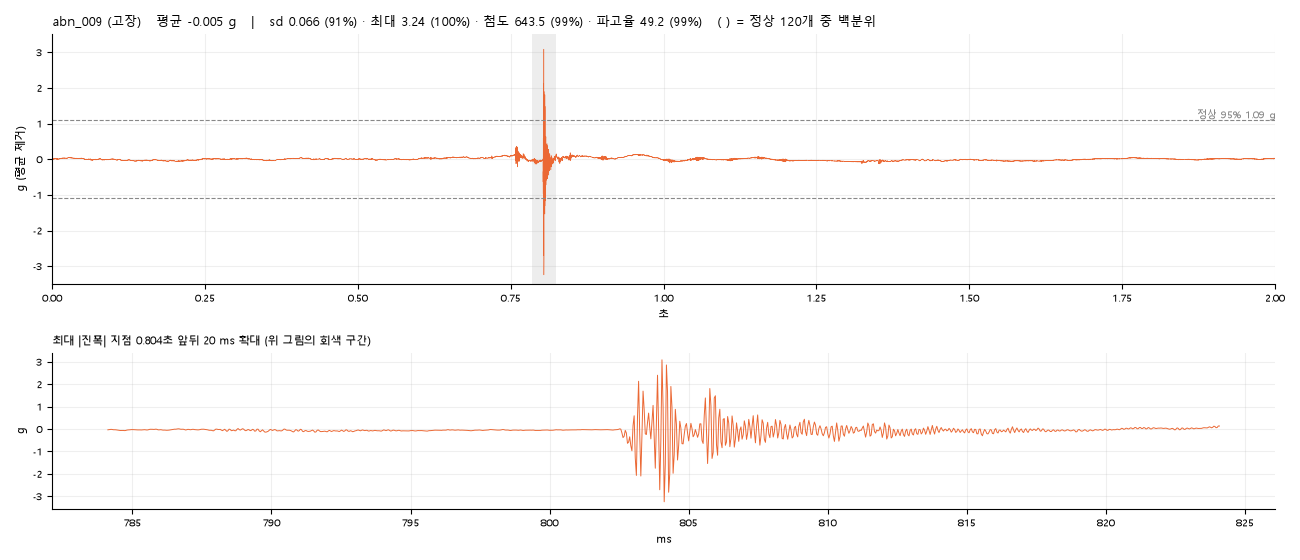 abn_009 (고장) 평균 -0.005 g | sd 0.066 (91%) · 최대 3.24 (100%) · 첨도 643.5 (99%) · 파고율 49.2 (99%) ( ) = 정상 120개 중 백분위
g (평균 제거)
3
2
1
0
-1
-2
-3
정상 95% 1.09 g
0.00 0.25 0.50 0.75 1.00 1.25 1.50 1.75 2.00
초
최대 |진폭| 지점 0.804초 앞뒤 20 ms 확대 (위 그림의 회색 구간)
g
3
2
1
0
-1
-2
-3
785 790 795 800 805 810 815 820 825
ms